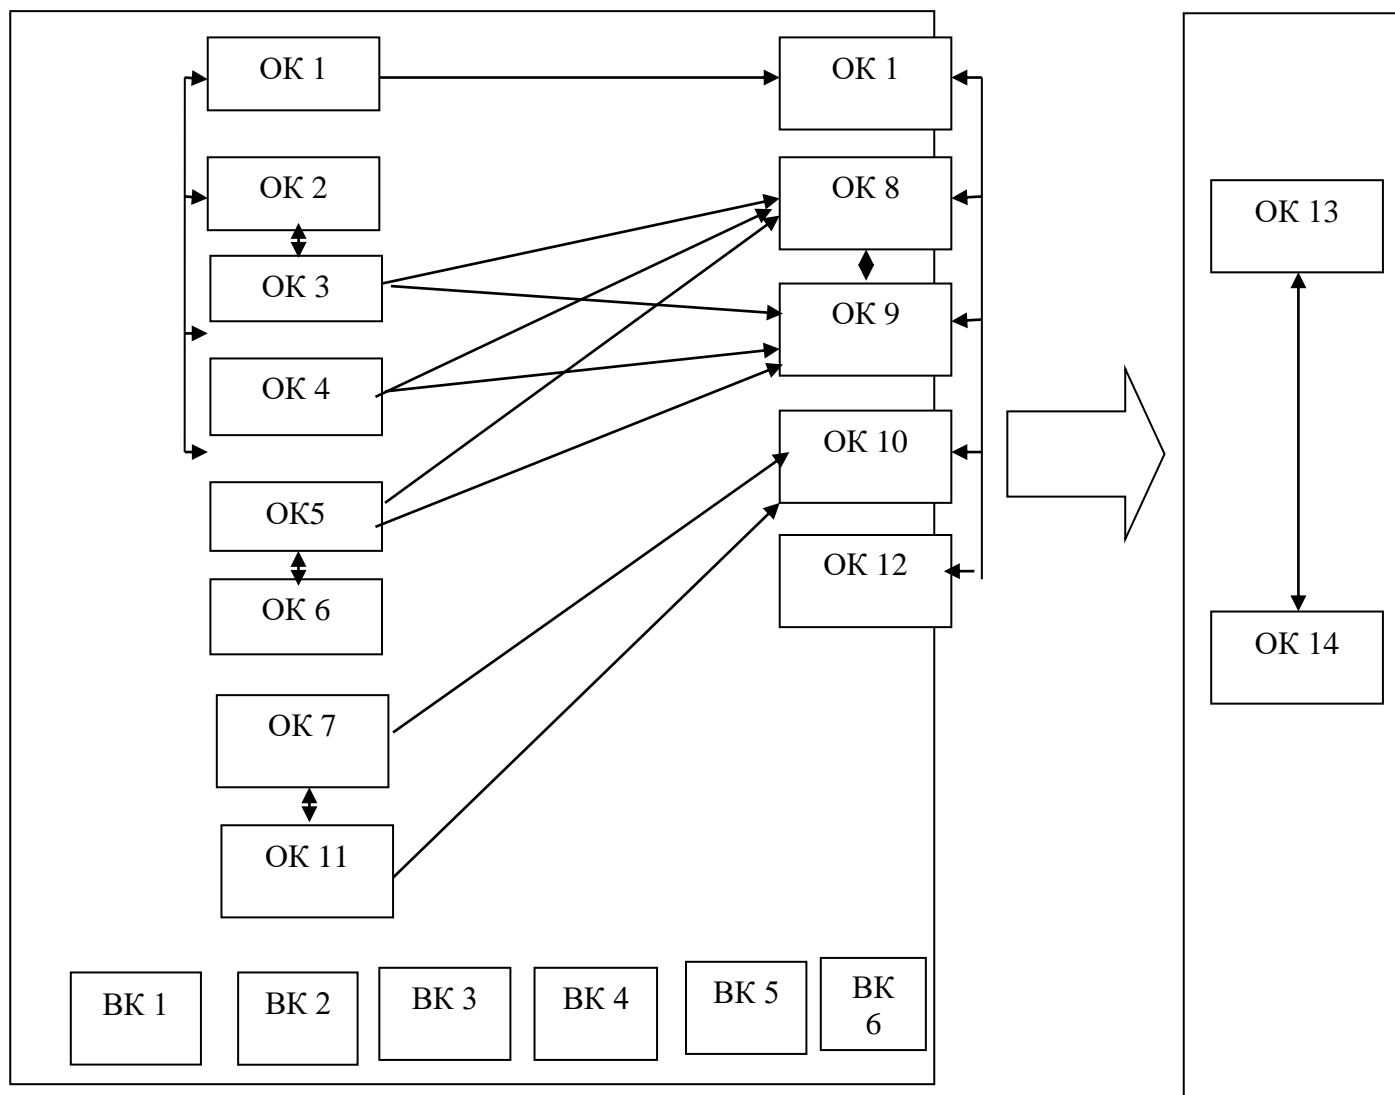 ОК 1
ОК 2
ОК 3
ОК 4
ОК5
ОК 6
ОК 7
ОК 11
ОК 1
ОК 8
ОК 9
ОК 10
ОК 12
ОК 13
ОК 14
ВК 1
ВК 2
ВК 3
ВК 4
ВК 5
ВК
6